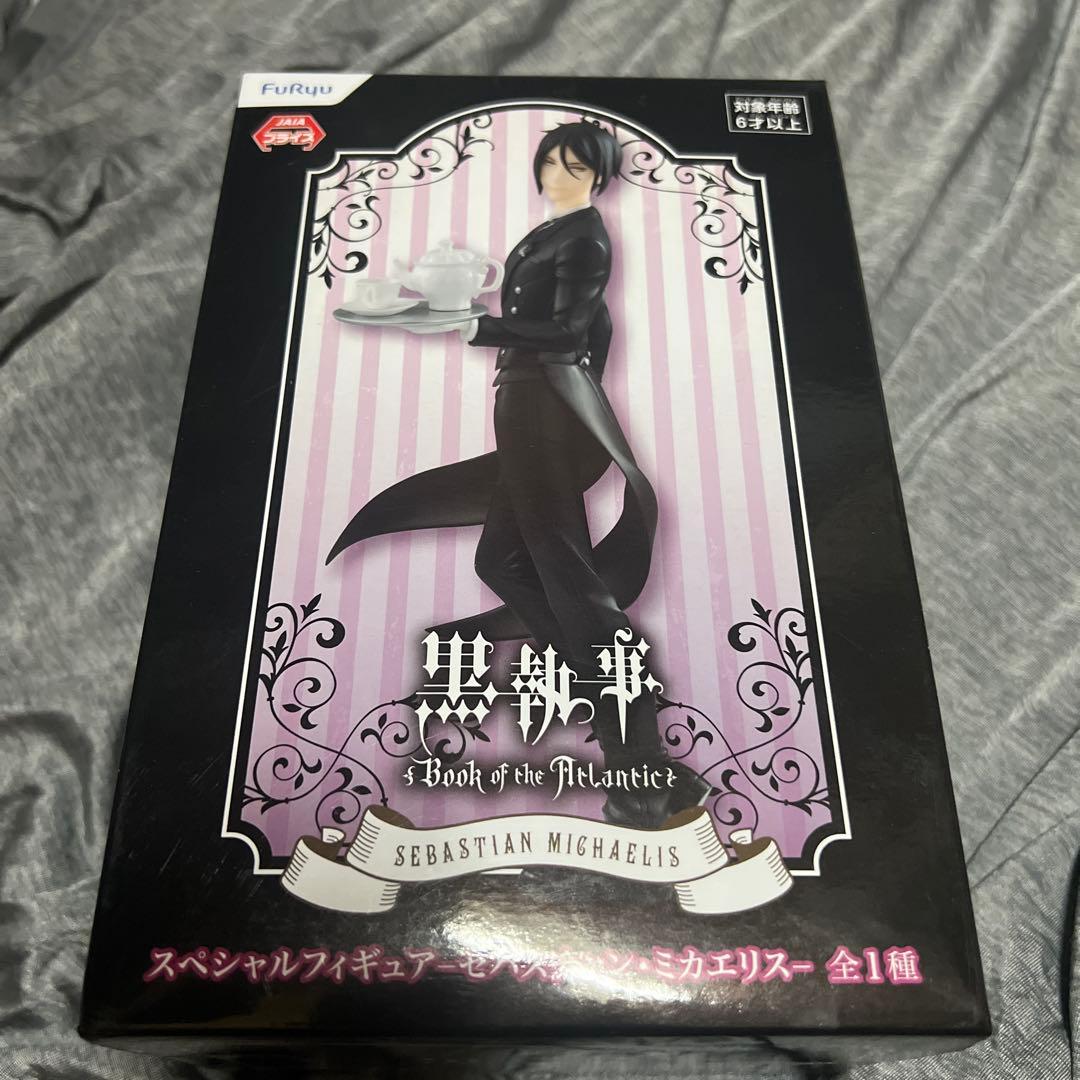 FuRyu
JAIA
プライズ
対象年齢
6才以上
黒執事
Book of the Atlantic
SEBASTIAN MICHAELIS
スペシャルフィギュア－セバスチャン・ミカエリス－ 全1種